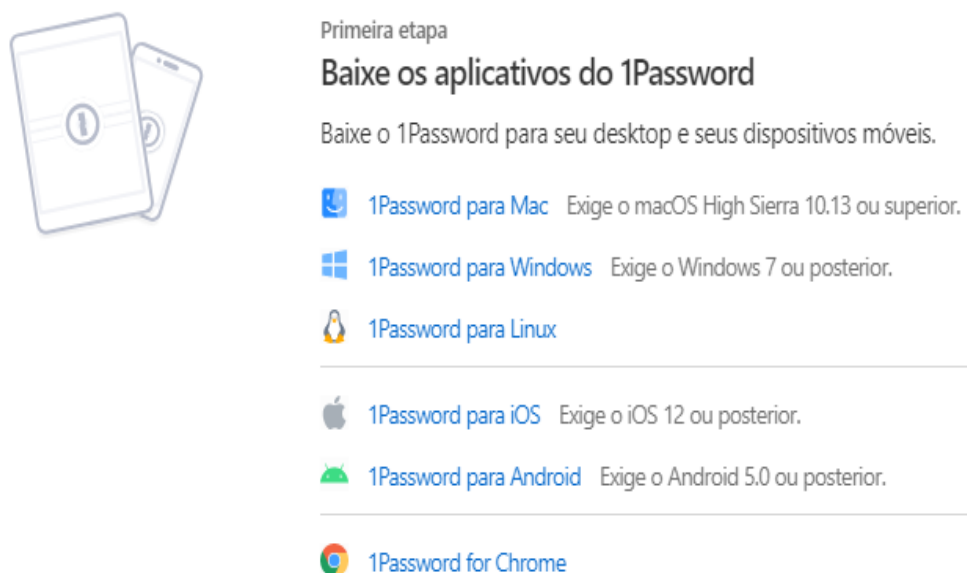 Primeira etapa
Baixe os aplicativos do 1Password
Baixe o 1Password para seu desktop e seus dispositivos móveis.
1Password para Mac Exige o macOS High Sierra 10.13 ou superior.
1Password para Windows Exige o Windows 7 ou posterior.
1Password para Linux
1Password para iOS Exige o iOS 12 ou posterior.
1Password para Android Exige o Android 5.0 ou posterior.
1Password for Chrome